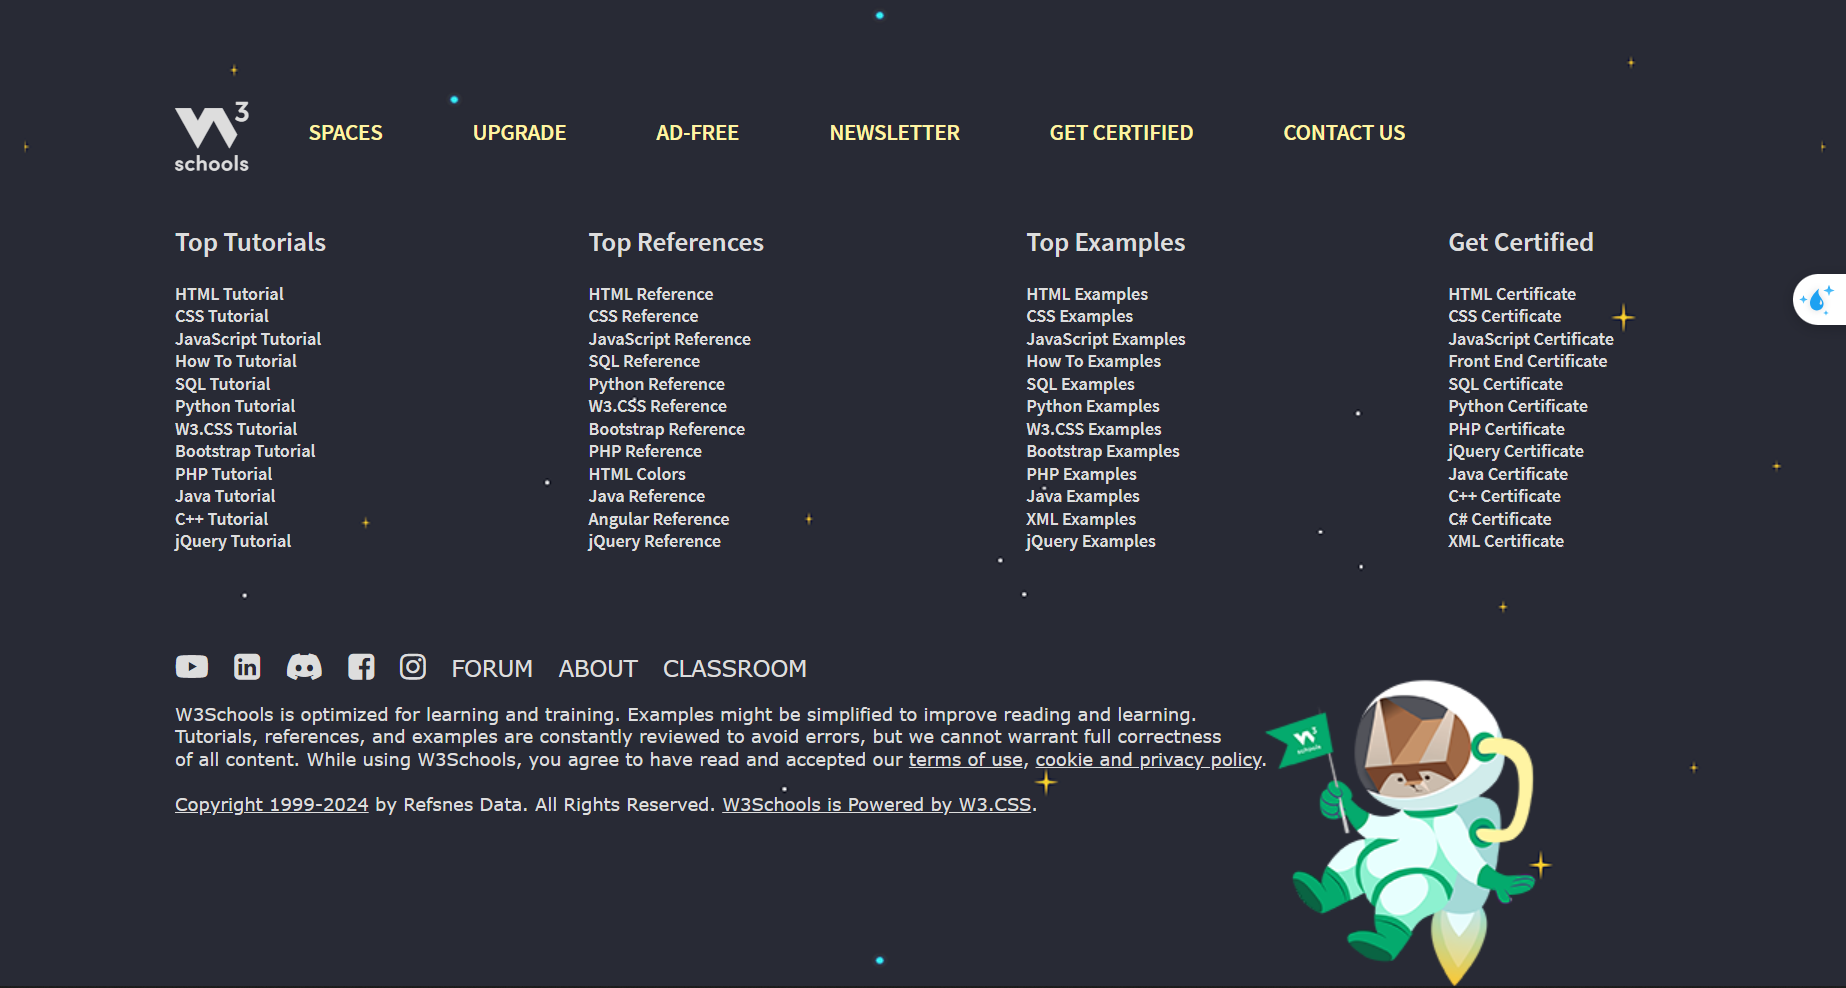 W3
schools
SPACES
UPGRADE
AD-FREE
NEWSLETTER
GET CERTIFIED
CONTACT US
Top Tutorials
HTML Tutorial
CSS Tutorial
JavaScript Tutorial
How To Tutorial
SQL Tutorial
Python Tutorial
W3.CSS Tutorial
Bootstrap Tutorial
PHP Tutorial
Java Tutorial
C++ Tutorial
jQuery Tutorial
Top References
HTML Reference
CSS Reference
JavaScript Reference
SQL Reference
Python Reference
W3.CSS Reference
Bootstrap Reference
PHP Reference
HTML Colors
Java Reference
Angular Reference
jQuery Reference
Top Examples
HTML Examples
CSS Examples
JavaScript Examples
How To Examples
SQL Examples
Python Examples
W3.CSS Examples
Bootstrap Examples
PHP Examples
Java Examples
XML Examples
jQuery Examples
Get Certified
HTML Certificate
CSS Certificate
JavaScript Certificate
Front End Certificate
SQL Certificate
Python Certificate
PHP Certificate
jQuery Certificate
Java Certificate
C++ Certificate
C# Certificate
XML Certificate
in
FORUM
ABOUT
CLASSROOM
W3Schools is optimized for learning and training. Examples might be simplified to improve reading and learning.
Tutorials, references, and examples are constantly reviewed to avoid errors, but we cannot warrant full correctness
of all content. While using W3Schools, you agree to have read and accepted our terms of use, cookie and privacy policy.
Copyright 1999-2024 by Refsnes Data. All Rights Reserved. W3Schools is Powered by W3.CSS.
W3
schools